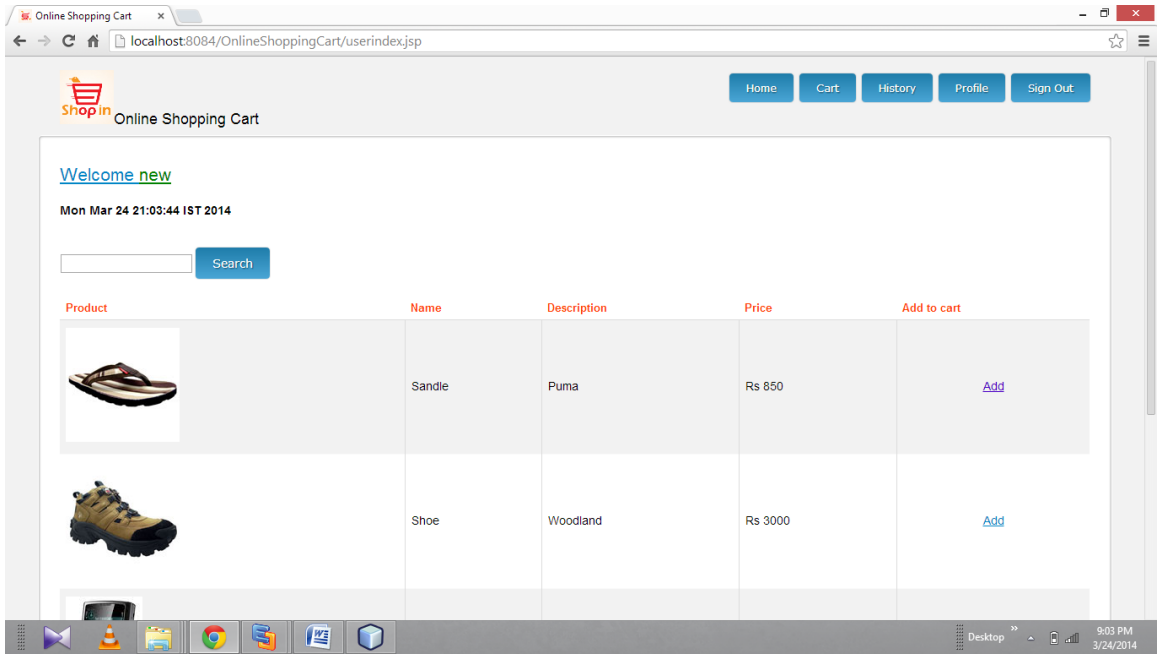 Online Shopping Cart
localhost:8084/OnlineShoppingCart/userindex.jsp
Shop in
Online Shopping Cart
Home Cart History Profile Sign Out
Welcome new
Mon Mar 24 21:03:44 IST 2014
Search
Product Name Description Price Add to cart
Sandle Puma Rs 850 Add
Shoe Woodland Rs 3000 Add
Desktop
9:03 PM
3/24/2014